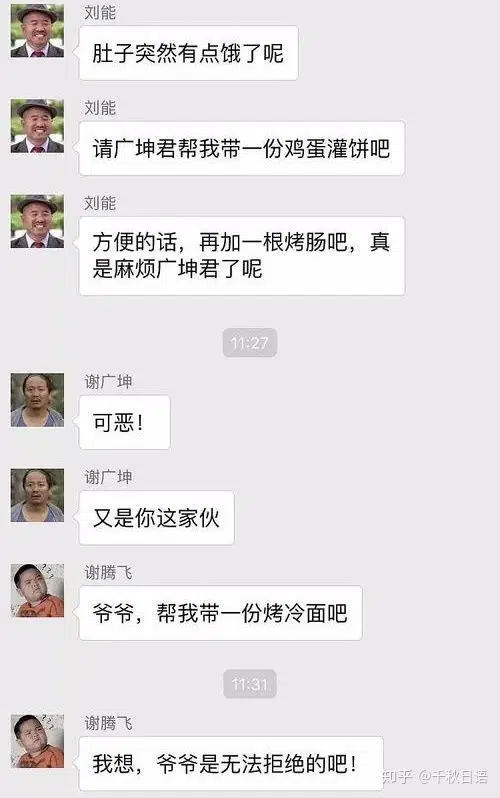 刘能
肚子突然有点饿了呢
刘能
请广坤君帮我带一份鸡蛋灌饼吧
刘能
方便的话，再加一根烤肠吧，真
是麻烦广坤君了呢
11:27
谢广坤
可恶！
谢广坤
又是你这家伙
谢腾飞
爷爷，帮我带一份烤冷面吧
11:31
谢腾飞
我想，爷爷是无法拒绝的吧！
知乎 @千秋日语